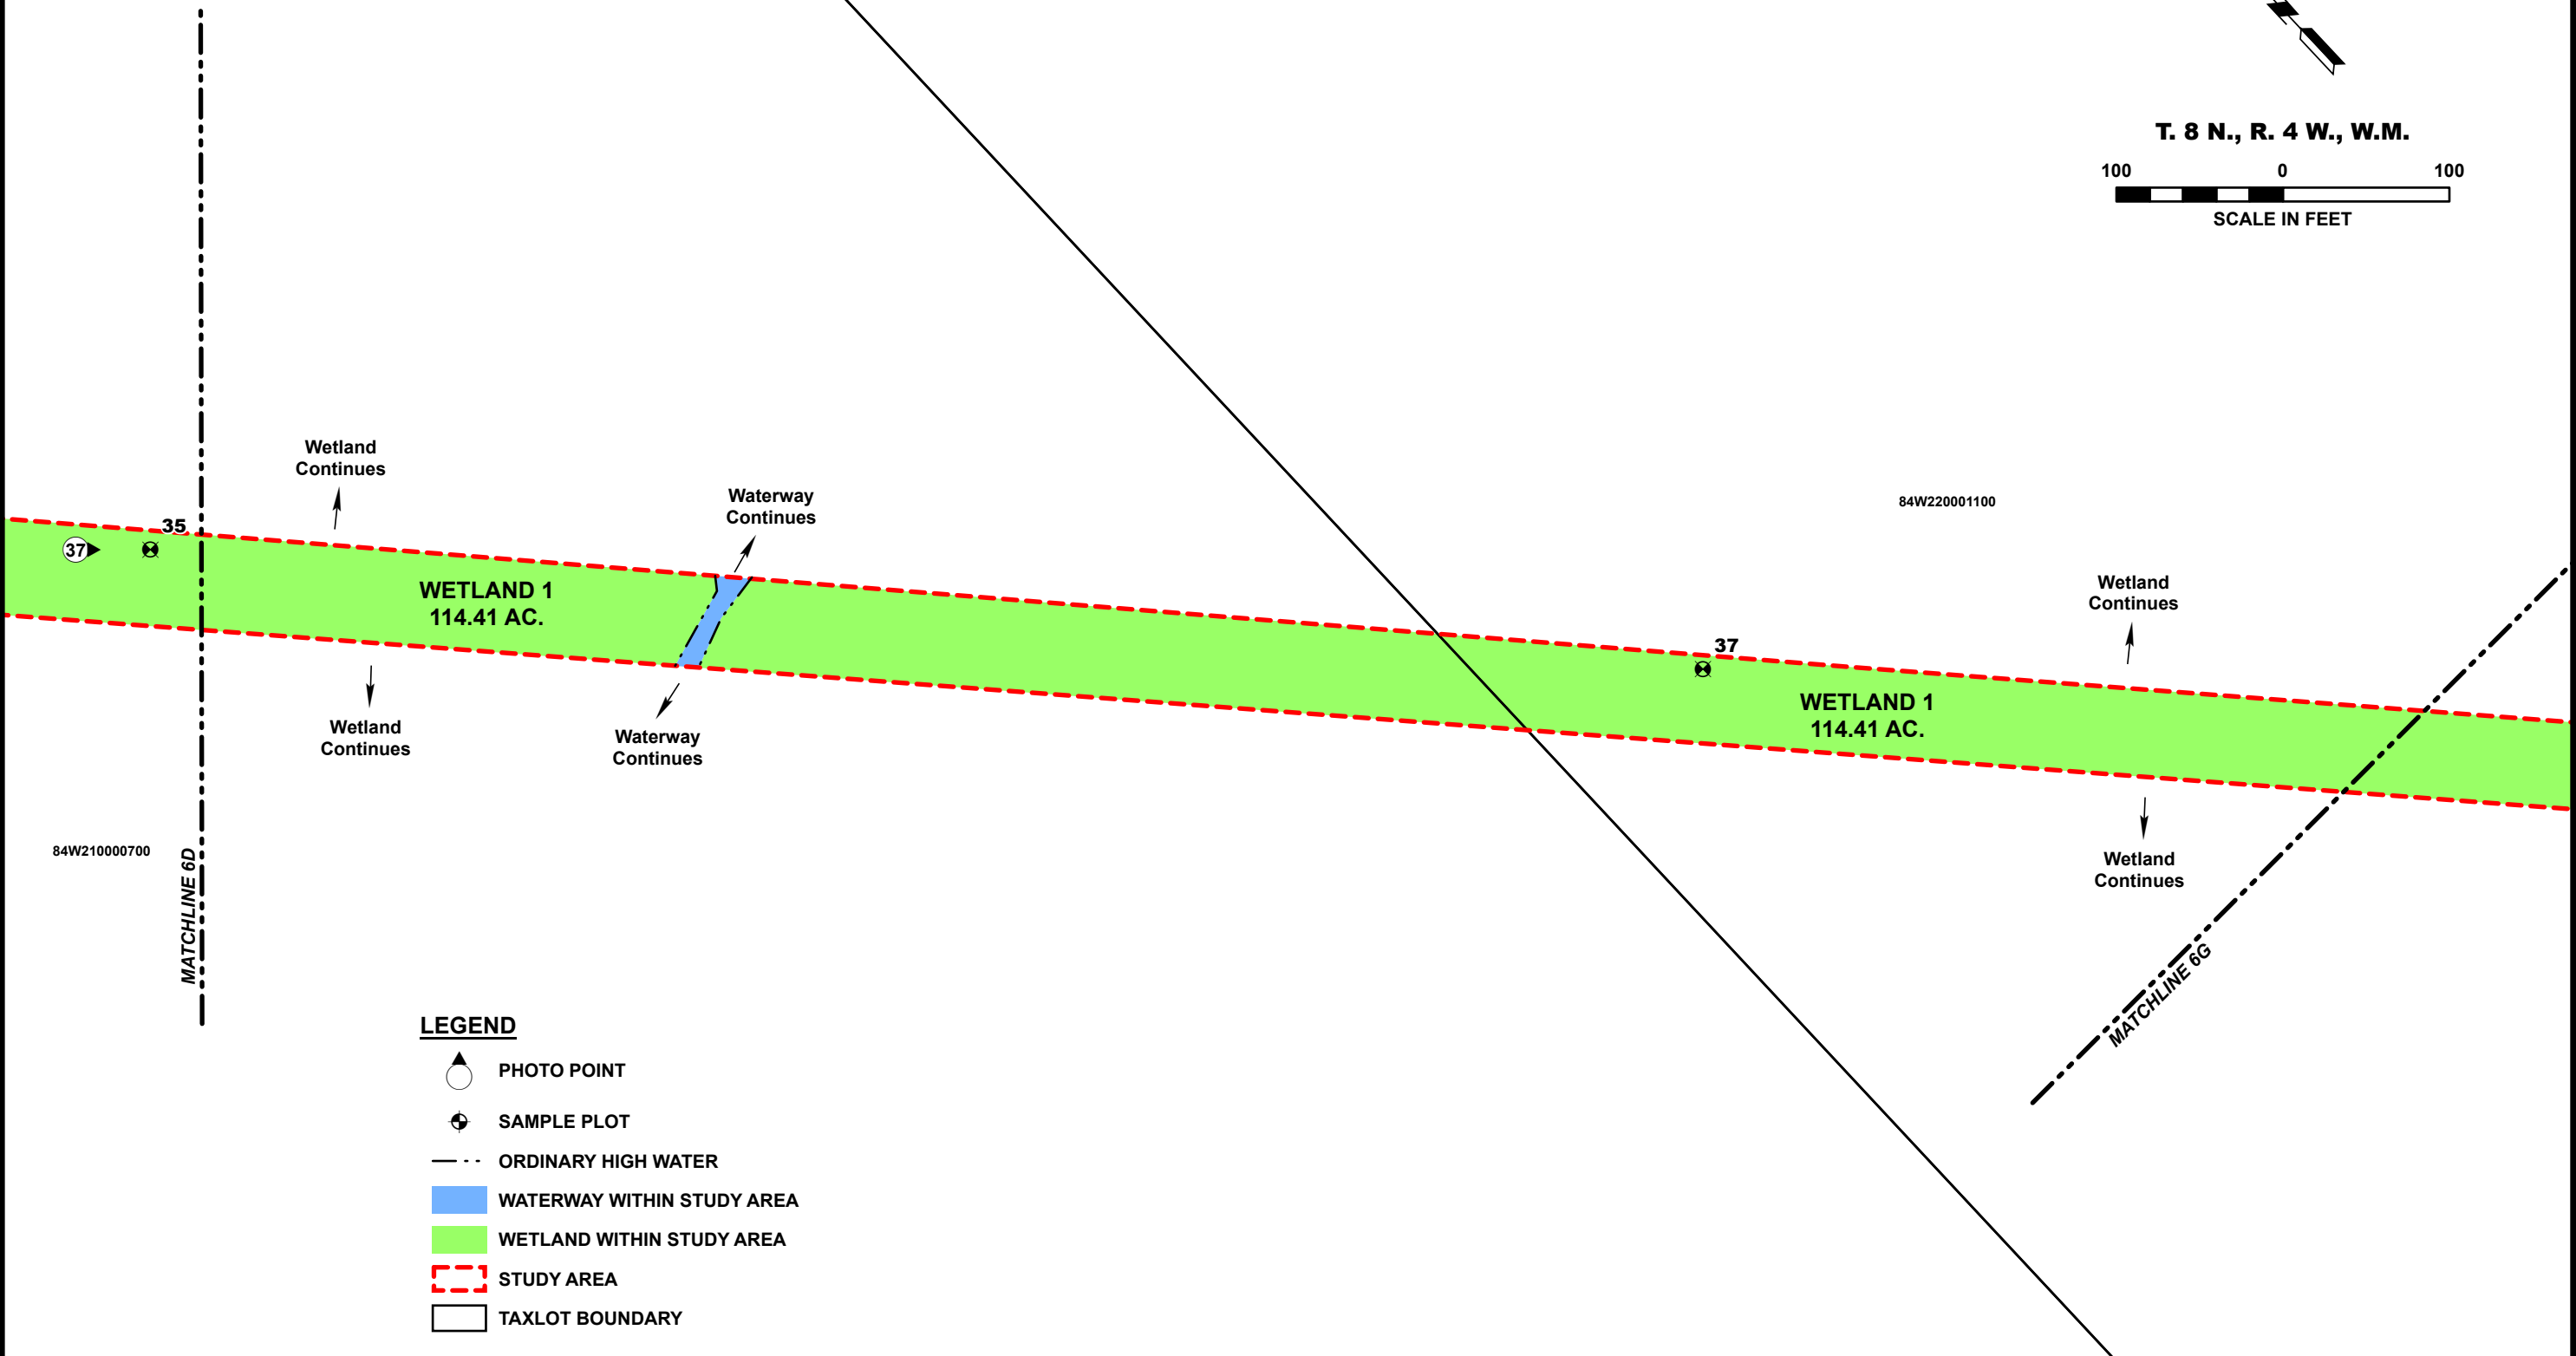 T. 8 N., R. 4 W., W.M.
100 0 100
SCALE IN FEET
Wetland
Continues
Waterway
Continues
84W220001100
35
37
WETLAND 1
114.41 AC.
Wetland
Continues
37
WETLAND 1
114.41 AC.
Wetland
Continues
Waterway
Continues
84W210000700
MATCHLINE 6D
Wetland
Continues
MATCHLINE 6G
LEGEND
PHOTO POINT
SAMPLE PLOT
ORDINARY HIGH WATER
WATERWAY WITHIN STUDY AREA
WETLAND WITHIN STUDY AREA
STUDY AREA
TAXLOT BOUNDARY